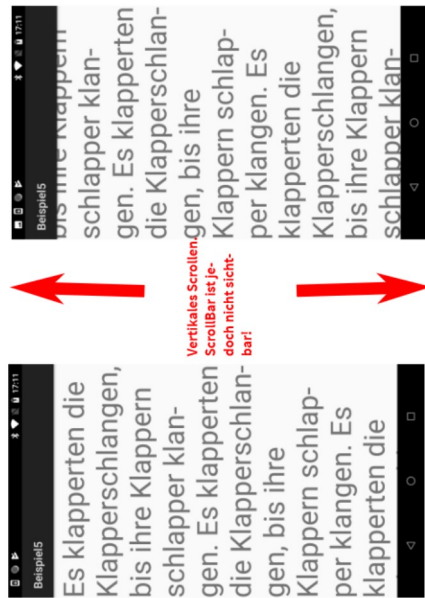 17:11
Beispiel5
Es klapperten die
Klapperschlangen,
bis ihre Klappern
schlapper klan-
gen. Es klapperten
die Klapperschlan-
gen, bis ihre
Klappern schlap-
per klangen. Es
klapperten die
Vertikales Scrollen.
ScrollBar ist je-
doch nicht sicht-
bar!
17:11
Beispiel5
bis ihre Klappern
schlapper klan-
gen. Es klapperten
die Klapperschlan-
gen, bis ihre
Klappern schlap-
per klangen. Es
klapperten die
Klapperschlangen,
bis ihre Klappern
schlapper klan-